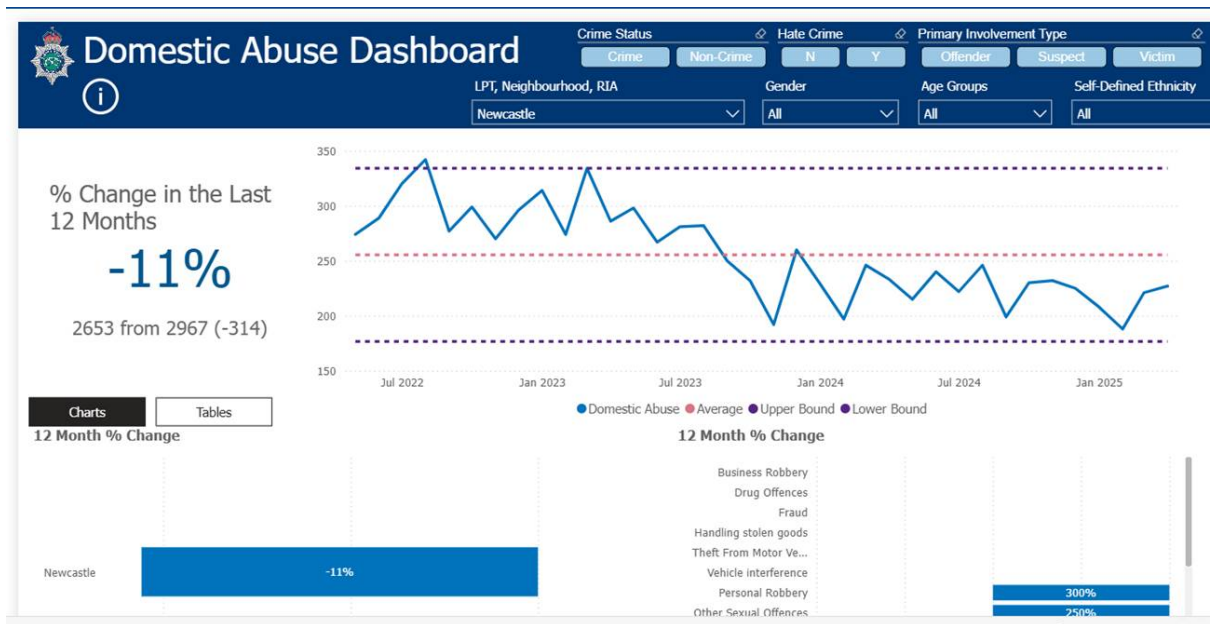 Domestic Abuse Dashboard
Crime Status
Crime Non-Crime
Hate Crime
N Y
Primary Involvement Type
Offender Suspect Victim
LPT, Neighbourhood, RIA
Newcastle
Gender
All
Age Groups
All
Self-Defined Ethnicity
All
% Change in the Last
12 Months
-11%
2653 from 2967 (-314)
350
300
250
200
150
Jul 2022 Jan 2023 Jul 2023 Jan 2024 Jul 2024 Jan 2025
Domestic Abuse Average Upper Bound Lower Bound
Charts Tables
12 Month % Change
Newcastle -11%
12 Month % Change
Business Robbery
Drug Offences
Fraud
Handling stolen goods
Theft From Motor Ve...
Vehicle interference
Personal Robbery 300%
Other Sexual Offences 250%